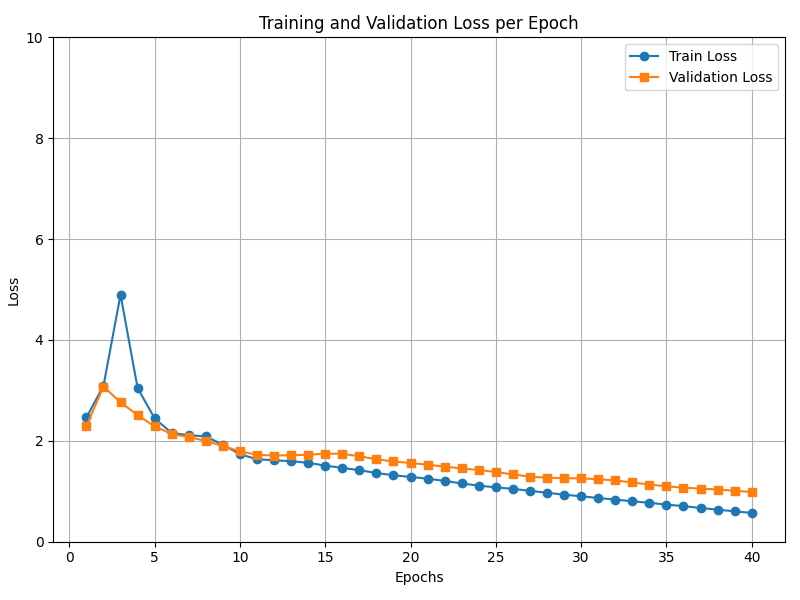 Training and Validation Loss per Epoch
Train Loss
Validation Loss
10
8
6
4
2
0
Loss
0 5 10 15 20 25 30 35 40
Epochs